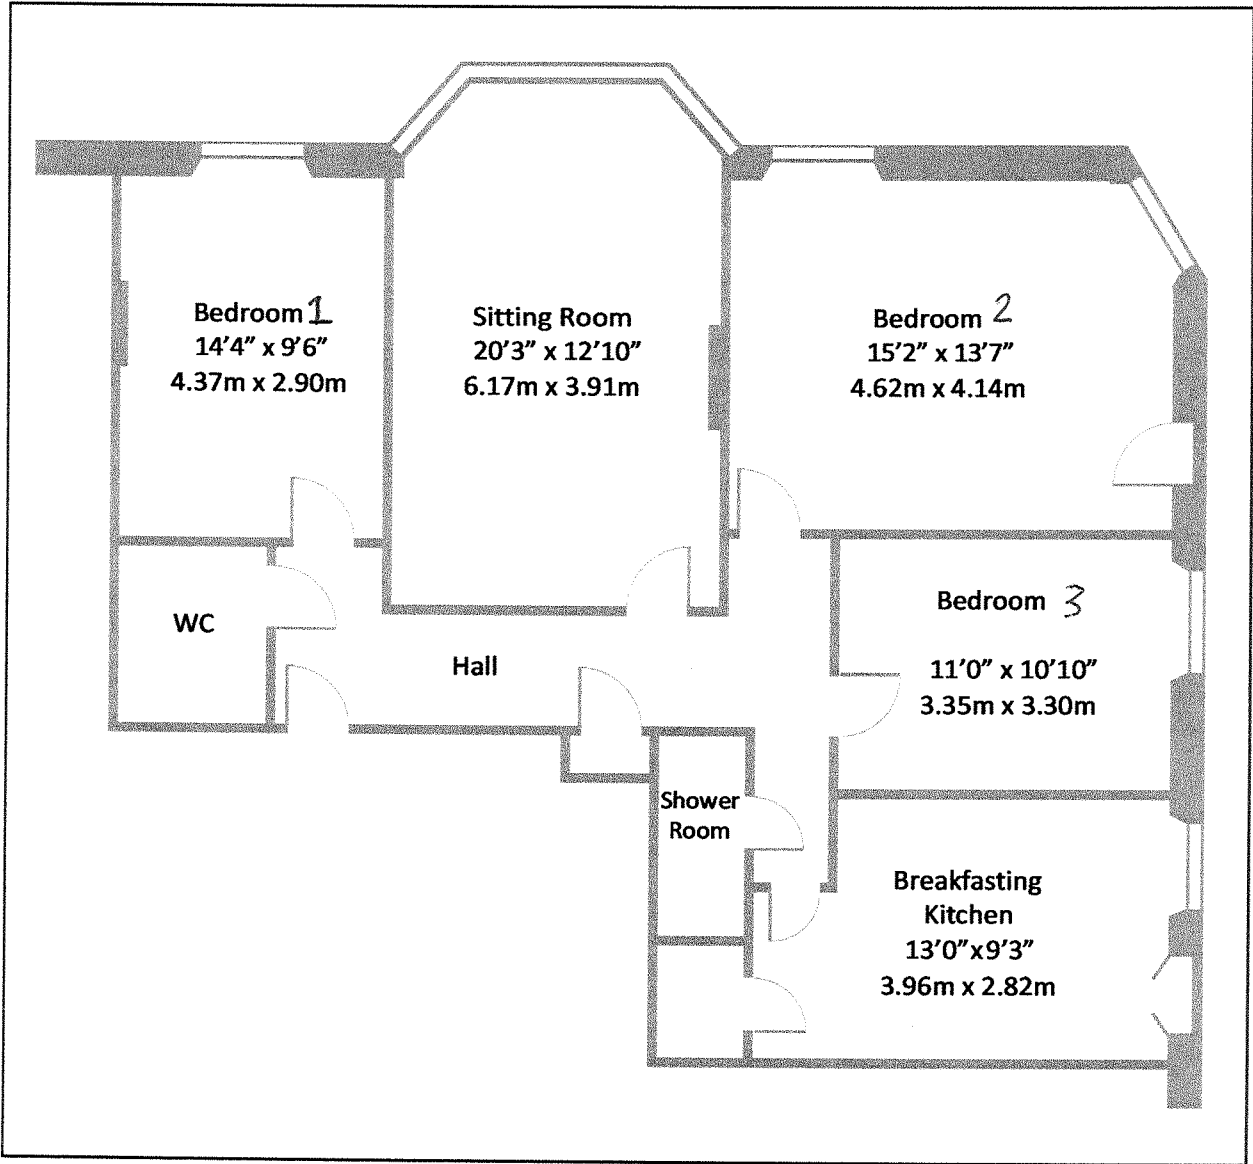 Bedroom 1
14'4” x 9'6”
4.37m x 2.90m
Sitting Room
20'3” x 12'10”
6.17m x 3.91m
Bedroom 2
15'2” x 13'7”
4.62m x 4.14m
WC
Hall
Bedroom 3
11'0” x 10'10”
3.35m x 3.30m
Shower
Room
Breakfasting
Kitchen
13'0”x9'3”
3.96m x 2.82m